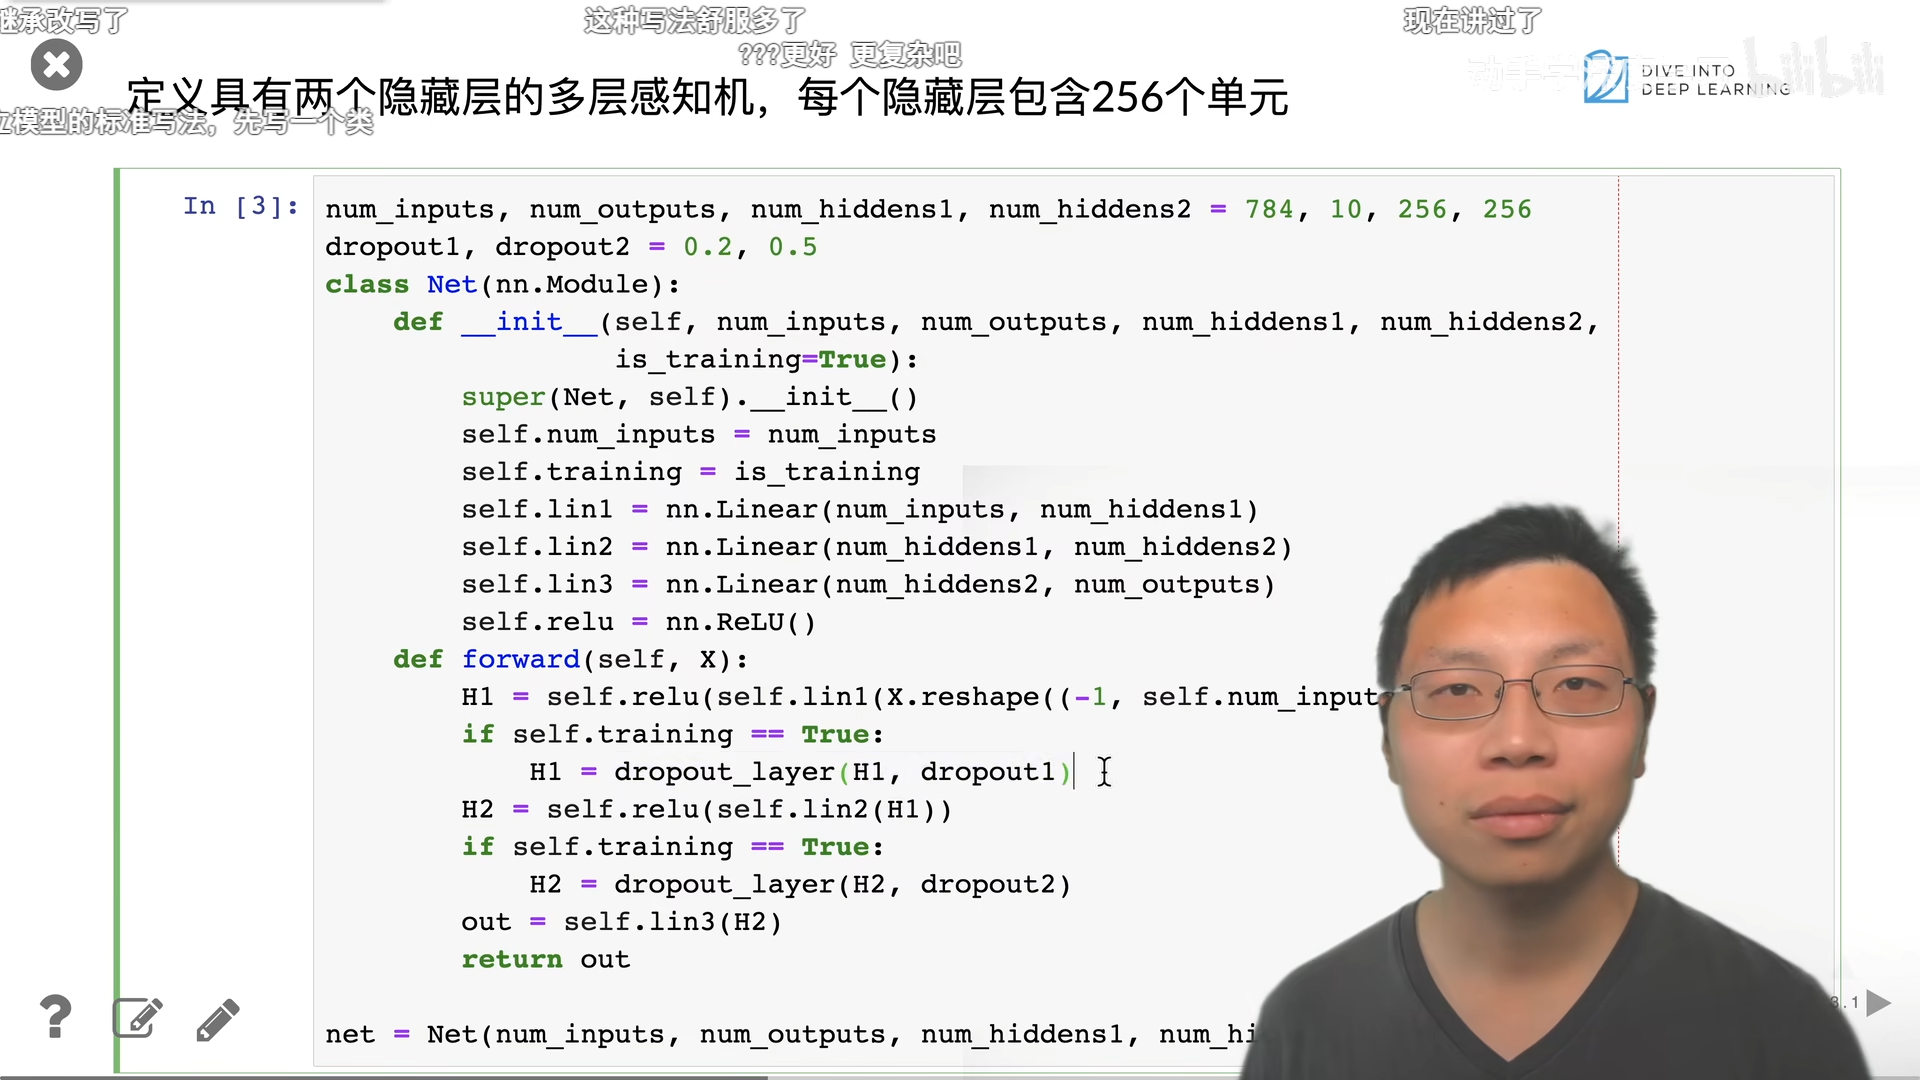 继承改写了
这种写法舒服多了
现在讲过了
???更好 更复杂吧
定义具有两个隐藏层的多层感知机，每个隐藏层包含256个单元
DIVE INTO
DEEP LEARNING
bilibili
模型的标准写法，先写一个类
In [3]:
num_inputs, num_outputs, num_hiddens1, num_hiddens2 = 784, 10, 256, 256
dropout1, dropout2 = 0.2, 0.5
class Net(nn.Module):
def __init__(self, num_inputs, num_outputs, num_hiddens1, num_hiddens2,
is_training=True):
super(Net, self).__init__()
self.num_inputs = num_inputs
self.training = is_training
self.lin1 = nn.Linear(num_inputs, num_hiddens1)
self.lin2 = nn.Linear(num_hiddens1, num_hiddens2)
self.lin3 = nn.Linear(num_hiddens2, num_outputs)
self.relu = nn.ReLU()
def forward(self, X):
H1 = self.relu(self.lin1(X.reshape((-1, self.num_input
if self.training == True:
H1 = dropout_layer(H1, dropout1)
H2 = self.relu(self.lin2(H1))
if self.training == True:
H2 = dropout_layer(H2, dropout2)
out = self.lin3(H2)
return out
3.1
net = Net(num_inputs, num_outputs, num_hiddens1, num_hi